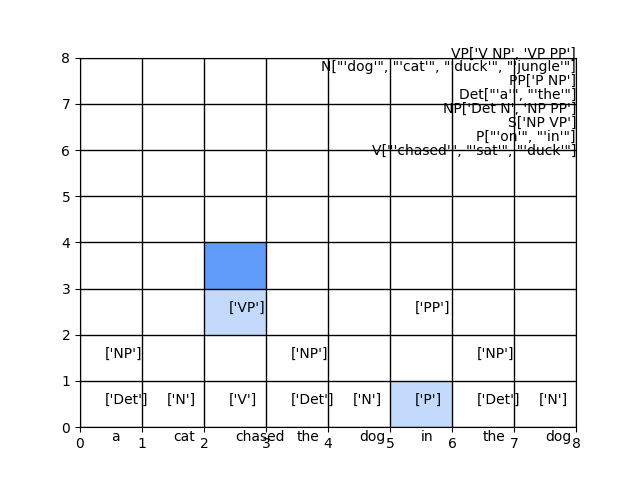 VP['V NP', 'VP PP']
N["'dog'", "'cat'", "'duck'", "'jungle'"]
PP['P NP']
Det["'a'", "'the'"]
NP['Det N', 'NP PP']
S['NP VP']
P["'on'", "'in'"]
V["'chased'", "'sat'", "'duck'"]
8
7
6
5
4
3
['VP'] ['PP']
2
['NP'] ['NP'] ['NP']
1
['Det'] ['N'] ['V'] ['Det'] ['N'] ['P'] ['Det'] ['N']
0
a cat chased the dog in the dog
0 1 2 3 4 5 6 7 8